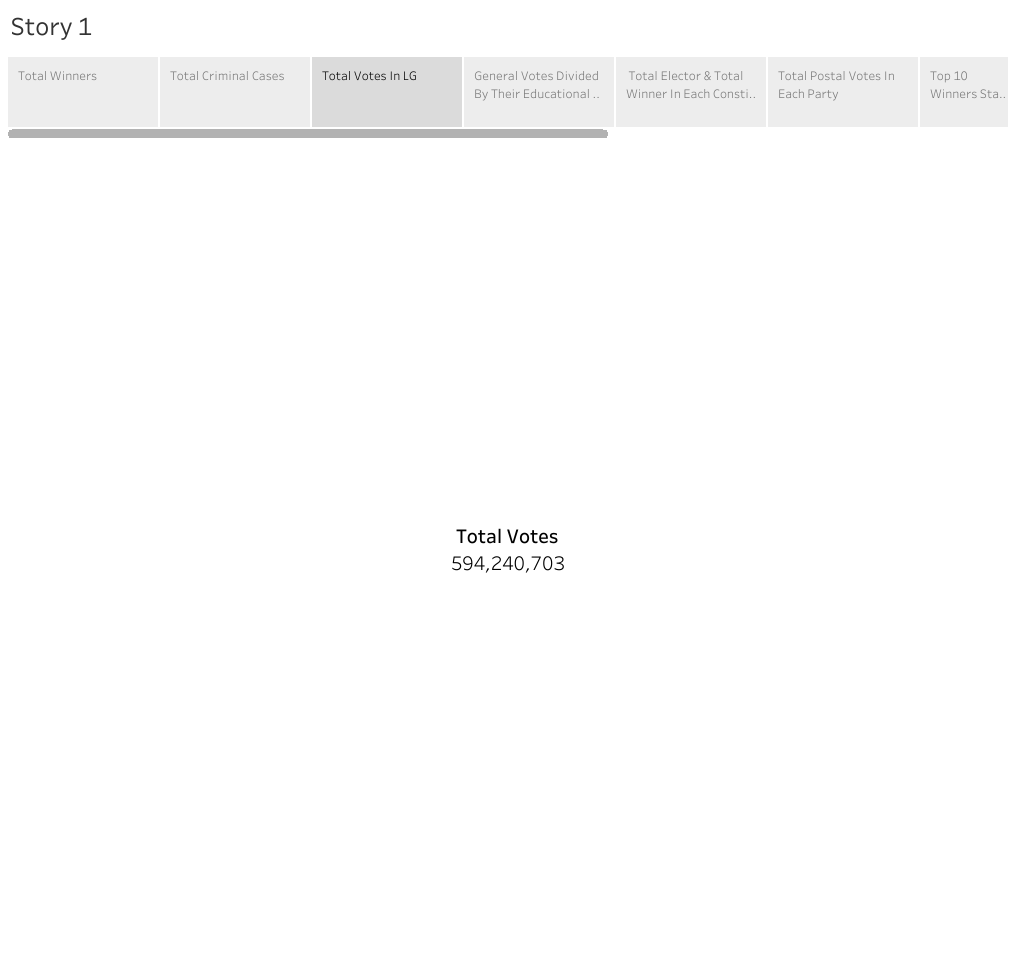 Story 1
Total Winners
Total Criminal Cases
Total Votes In LG
General Votes Divided
By Their Educational ..
Total Elector & Total
Winner In Each Consti..
Total Postal Votes In
Each Party
Top 10
Winners Sta..
Total Votes
594,240,703